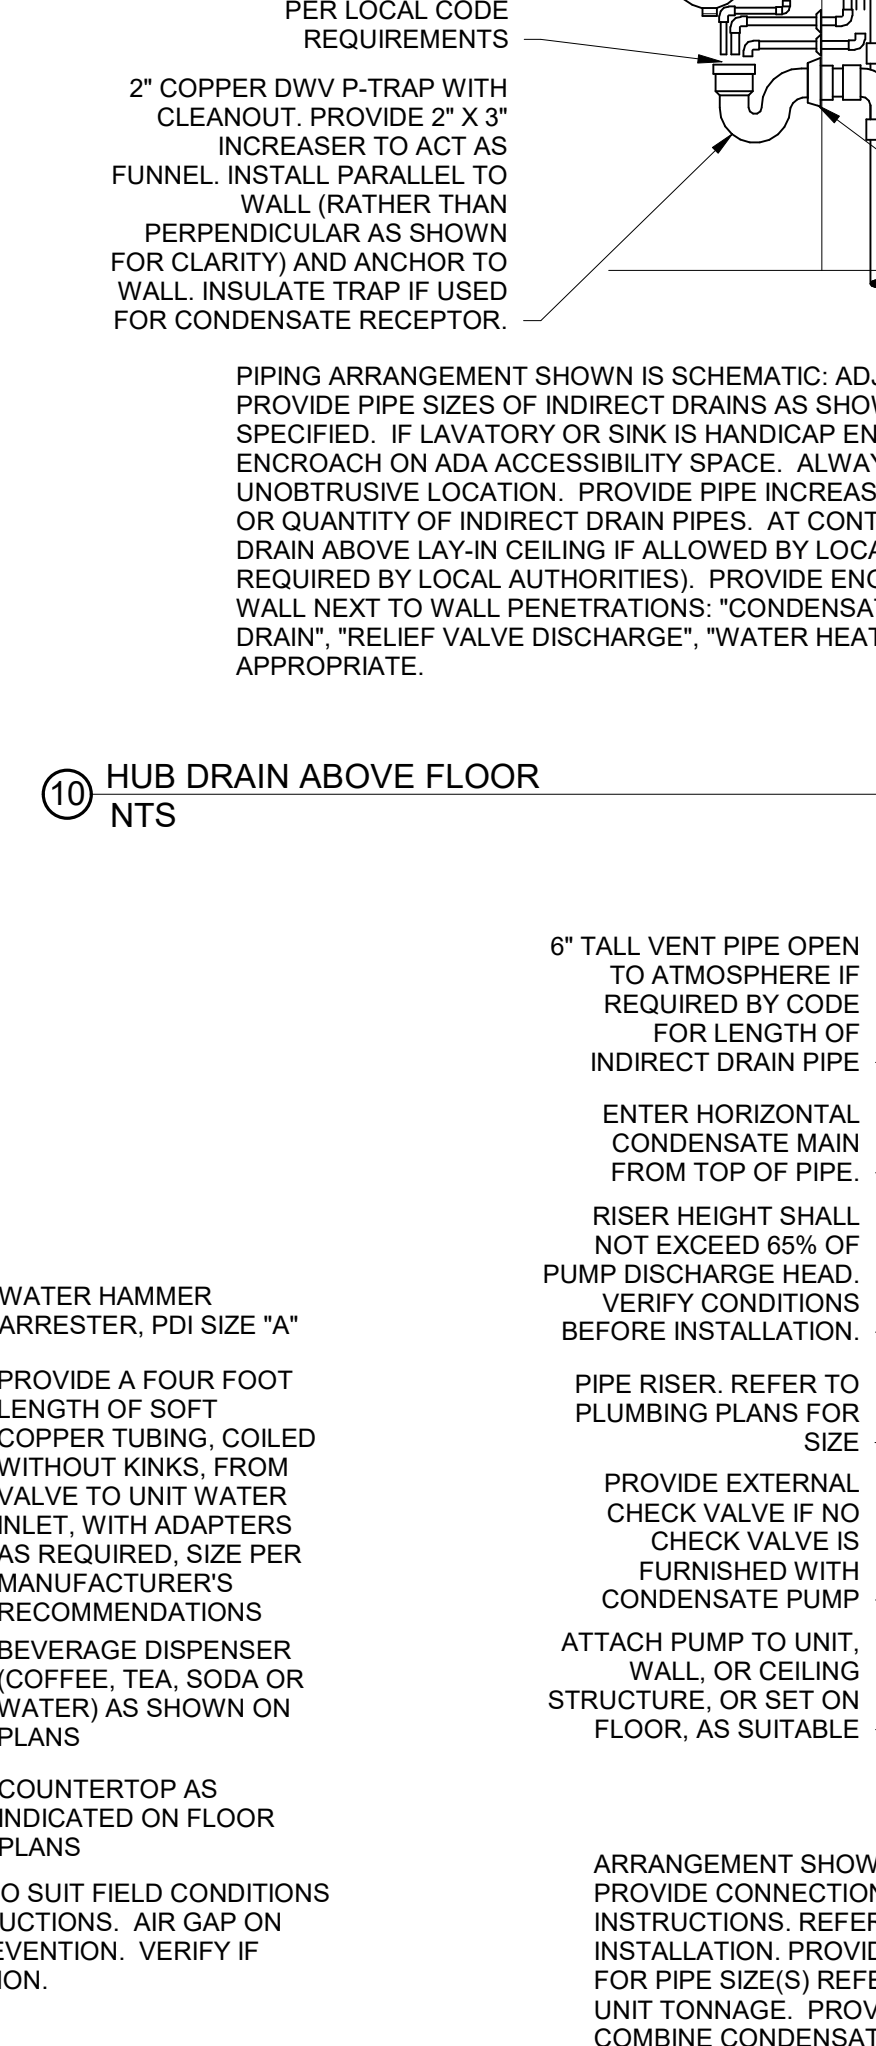 PER LOCAL CODE
REQUIREMENTS
2" COPPER DWV P-TRAP WITH
CLEANOUT. PROVIDE 2" X 3"
INCREASER TO ACT AS
FUNNEL. INSTALL PARALLEL TO
WALL (RATHER THAN
PERPENDICULAR AS SHOWN
FOR CLARITY) AND ANCHOR TO
WALL. INSULATE TRAP IF USED
FOR CONDENSATE RECEPTOR.
PIPING ARRANGEMENT SHOWN IS SCHEMATIC: ADJ
PROVIDE PIPE SIZES OF INDIRECT DRAINS AS SHOW
SPECIFIED. IF LAVATORY OR SINK IS HANDICAP EN
ENCROACH ON ADA ACCESSIBILITY SPACE. ALWAY
UNOBTRUSIVE LOCATION. PROVIDE PIPE INCREAS
OR QUANTITY OF INDIRECT DRAIN PIPES. AT CONT
DRAIN ABOVE LAY-IN CEILING IF ALLOWED BY LOCA
REQUIRED BY LOCAL AUTHORITIES). PROVIDE ENG
WALL NEXT TO WALL PENETRATIONS: "CONDENSAT
DRAIN", "RELIEF VALVE DISCHARGE", "WATER HEAT
APPROPRIATE.
10 HUB DRAIN ABOVE FLOOR
NTS
6" TALL VENT PIPE OPEN
TO ATMOSPHERE IF
REQUIRED BY CODE
FOR LENGTH OF
INDIRECT DRAIN PIPE
ENTER HORIZONTAL
CONDENSATE MAIN
FROM TOP OF PIPE.
RISER HEIGHT SHALL
NOT EXCEED 65% OF
PUMP DISCHARGE HEAD.
VERIFY CONDITIONS
BEFORE INSTALLATION.
PIPE RISER. REFER TO
PLUMBING PLANS FOR
SIZE
PROVIDE EXTERNAL
CHECK VALVE IF NO
CHECK VALVE IS
FURNISHED WITH
CONDENSATE PUMP
ATTACH PUMP TO UNIT,
WALL, OR CEILING
STRUCTURE, OR SET ON
FLOOR, AS SUITABLE
WATER HAMMER
ARRESTER, PDI SIZE "A"
PROVIDE A FOUR FOOT
LENGTH OF SOFT
COPPER TUBING, COILED
WITHOUT KINKS, FROM
VALVE TO UNIT WATER
INLET, WITH ADAPTERS
AS REQUIRED, SIZE PER
MANUFACTURER'S
RECOMMENDATIONS
BEVERAGE DISPENSER
(COFFEE, TEA, SODA OR
WATER) AS SHOWN ON
PLANS
COUNTERTOP AS
INDICATED ON FLOOR
PLANS
O SUIT FIELD CONDITIONS
UCTIONS. AIR GAP ON
EVENTION. VERIFY IF
ION.
ARRANGEMENT SHOW
PROVIDE CONNECTION
INSTRUCTIONS. REFER
INSTALLATION. PROVID
FOR PIPE SIZE(S) REFE
UNIT TONNAGE. PROV
COMBINE CONDENSAT